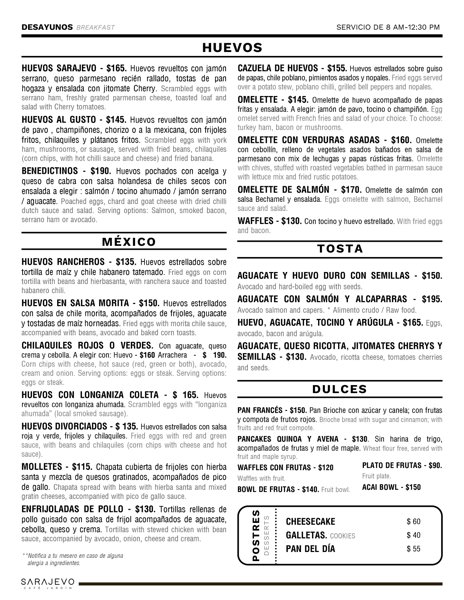 DESAYUNOS BREAKFAST
SERVICIO DE 8 AM-12:30 PM
HUEVOS
HUEVOS SARAJEVO - $165. Huevos revueltos con jamón
serrano, queso parmesano recién rallado, tostas de pan
hogaza y ensalada con jitomate Cherry. Scrambled eggs with
serrano ham, freshly grated parmensan cheese, toasted loaf and
salad with Cherry tomatoes.
HUEVOS AL GUSTO - $145. Huevos revueltos con jamón
de pavo , champiñones, chorizo o a la mexicana, con frijoles
fritos, chilaquiles y plátanos fritos. Scrambled eggs with york
ham, mushrooms, or sausage, served with fried beans, chilaquiles
(corn chips, with hot chilli sauce and cheese) and fried banana.
BENEDICTINOS - $190. Huevos pochados con acelga y
queso de cabra con salsa holandesa de chiles secos con
ensalada a elegir : salmón / tocino ahumado / jamón serrano
/ aguacate. Poached eggs, chard and goat cheese with dried chilli
dutch sauce and salad. Serving options: Salmon, smoked bacon,
serrano ham or avocado.
MÉXICO
HUEVOS RANCHEROS - $135. Huevos estrellados sobre
tortilla de maíz y chile habanero tatemado. Fried eggs on corn
tortilla with beans and hierbasanta, with ranchera sauce and toasted
habanero chili.
HUEVOS EN SALSA MORITA - $150. Huevos estrellados
con salsa de chile morita, acompañados de frijoles, aguacate
y tostadas de maíz horneadas. Fried eggs with morita chile sauce,
accompanied with beans, avocado and baked corn toasts.
CHILAQUILES ROJOS O VERDES. Con aguacate, queso
crema y cebolla. A elegir con: Huevo - $160 Arrachera - $ 190.
Corn chips with cheese, hot sauce (red, green or both), avocado,
cream and onion. Serving options: eggs or steak. Serving options:
eggs or steak.
HUEVOS CON LONGANIZA COLETA - $ 165. Huevos
revueltos con longaniza ahumada. Scrambled eggs with "longaniza
ahumada" (local smoked sausage).
HUEVOS DIVORCIADOS - $ 135. Huevos estrellados con salsa
roja y verde, frijoles y chilaquiles. Fried eggs with red and green
sauce, with beans and chilaquiles (corn chips with cheese and hot
sauce).
MOLLETES - $115. Chapata cubierta de frijoles con hierba
santa y mezcla de quesos gratinados, acompañados de pico
de gallo. Chapata spread with beans with hierba santa and mixed
gratin cheeses, accompanied with pico de gallo sauce.
ENFRIJOLADAS DE POLLO - $130. Tortillas rellenas de
pollo guisado con salsa de frijol acompañados de aguacate,
cebolla, queso y crema. Tortillas with stewed chicken with bean
sauce, accompanied by avocado, onion, cheese and cream.
**Notifica a tu mesero en caso de alguna
alergia a ingredientes.
SARAJEVO
CAFÉ JARDÍN
CAZUELA DE HUEVOS - $155. Huevos estrellados sobre guiso
de papas, chile poblano, pimientos asados y nopales. Fried eggs served
over a potato stew, poblano chilli, grilled bell peppers and nopales.
OMELETTE - $145. Omelette de huevo acompañado de papas
fritas y ensalada. A elegir: jamón de pavo, tocino o champiñón. Egg
omelet served with French fries and salad of your choice. To choose:
turkey ham, bacon or mushrooms.
OMELETTE CON VERDURAS ASADAS - $160. Omelette
con cebollín, relleno de vegetales asados bañados en salsa de
parmesano con mix de lechugas y papas rústicas fritas. Omelette
with chives, stuffed with roasted vegetables bathed in parmesan sauce
with lettuce mix and fried rustic potatoes.
OMELETTE DE SALMÓN - $170. Omelette de salmón con
salsa Bechamel y ensalada. Eggs omelette with salmon, Bechamel
sauce and salad.
WAFFLES - $130. Con tocino y huevo estrellado. With fried eggs
and bacon.
TOSTA
AGUACATE Y HUEVO DURO CON SEMILLAS - $150.
Avocado and hard-boiled egg with seeds.
AGUACATE CON SALMÓN Y ALCAPARRAS - $195.
Avocado salmon and capers. * Alimento crudo / Raw food.
HUEVO, AGUACATE, TOCINO Y ARÚGULA - $165. Eggs,
avocado, bacon and arúgula.
AGUACATE, QUESO RICOTTA, JITOMATES CHERRYS Y
SEMILLAS - $130. Avocado, ricotta cheese, tomatoes cherries
and seeds.
DULCES
PAN FRANCÉS - $150. Pan Brioche con azúcar y canela; con frutas
y compota de frutos rojos. Brioche bread with sugar and cinnamon; with
fruits and red fruit compote.
PANCAKES QUINOA Y AVENA - $130. Sin harina de trigo,
acompañados de frutas y miel de maple. Wheat flour free, served with
fruit and maple syrup.
WAFFLES CON FRUTAS - $120
Waffles with fruit.
BOWL DE FRUTAS - $140. Fruit bowl.
PLATO DE FRUTAS - $90.
Fruit plate.
ACAI BOWL - $150
POSTRES
DESSERTS
CHEESECAKE $ 60
GALLETAS. COOKIES $ 40
PAN DEL DÍA $ 55